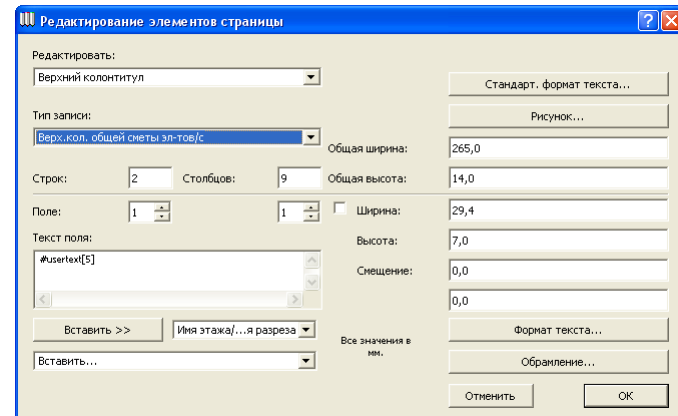 Редактирование элементов страницы
Редактировать:
Верхний колонтитул
Стандарт. формат текста...
Тип записи:
Рисунок...
Верх.кол. общей сметы эл-тов/с
Общая ширина: 265,0
Строк: 2 Столбцов: 9 Общая высота: 14,0
Поле: 1 1 Ширина: 29,4
Текст поля: Высота: 7,0
#usertext[5]
Смещение: 0,0
0,0
Вставить >> Имя этажа/...я разреза Формат текста...
Все значения в
мм.
Вставить... Обрамление...
Отменить OK